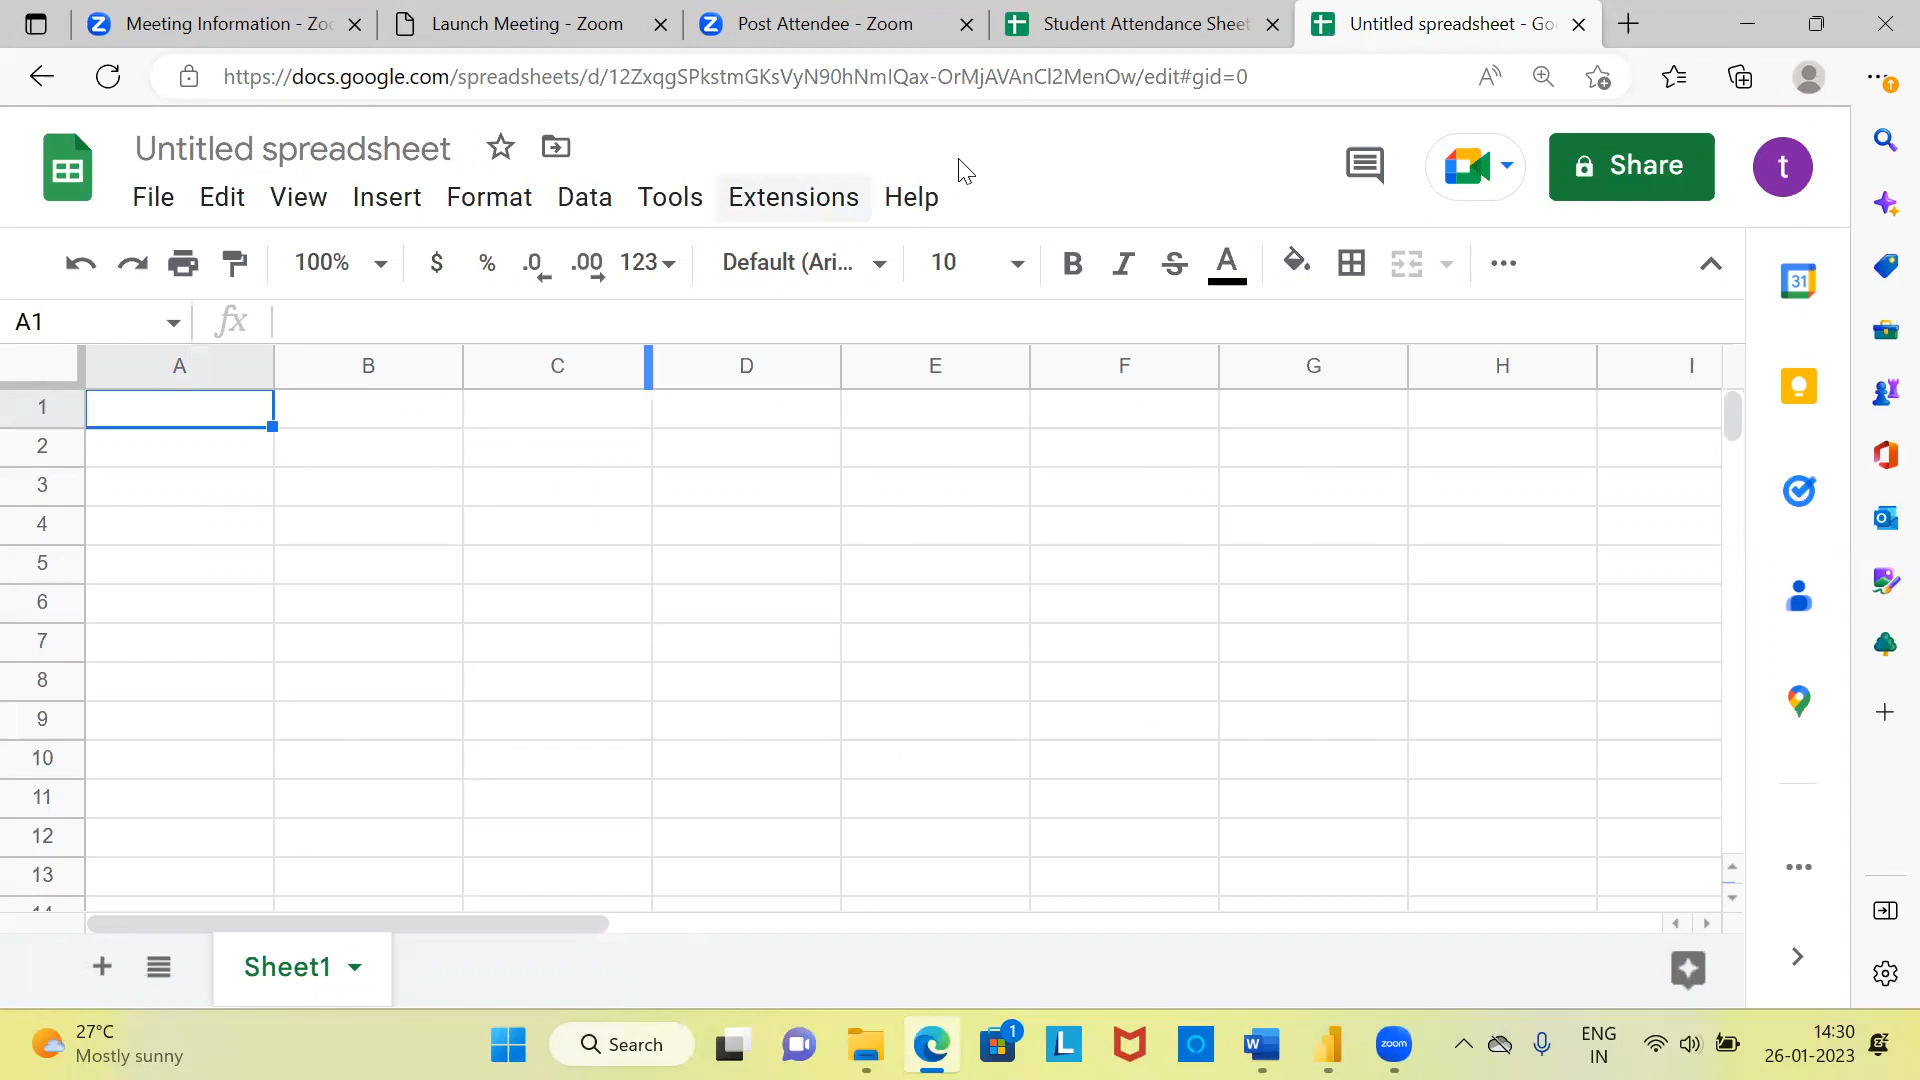 Meeting Information - Zo
Launch Meeting - Zoom
Post Attendee - Zoom
Student Attendance Sheet
Untitled spreadsheet - Go
https://docs.google.com/spreadsheets/d/12ZxqgSPkstmGKsVyN90hNmIQax-OrMjAVAnCl2MenOw/edit#gid=0
Untitled spreadsheet
Share
t
File Edit View Insert Format Data Tools Extensions Help
100% $ % .0 .00 123 Default (Ari... 10 B I S A
31
A1 fx
A B C D E F G H I
1
2
3
4
5
6
7
8
9
10
11
12
13
Sheet1
27°C
Mostly sunny
Search
1
L
W
zoom
ENG
IN
14:30
26-01-2023